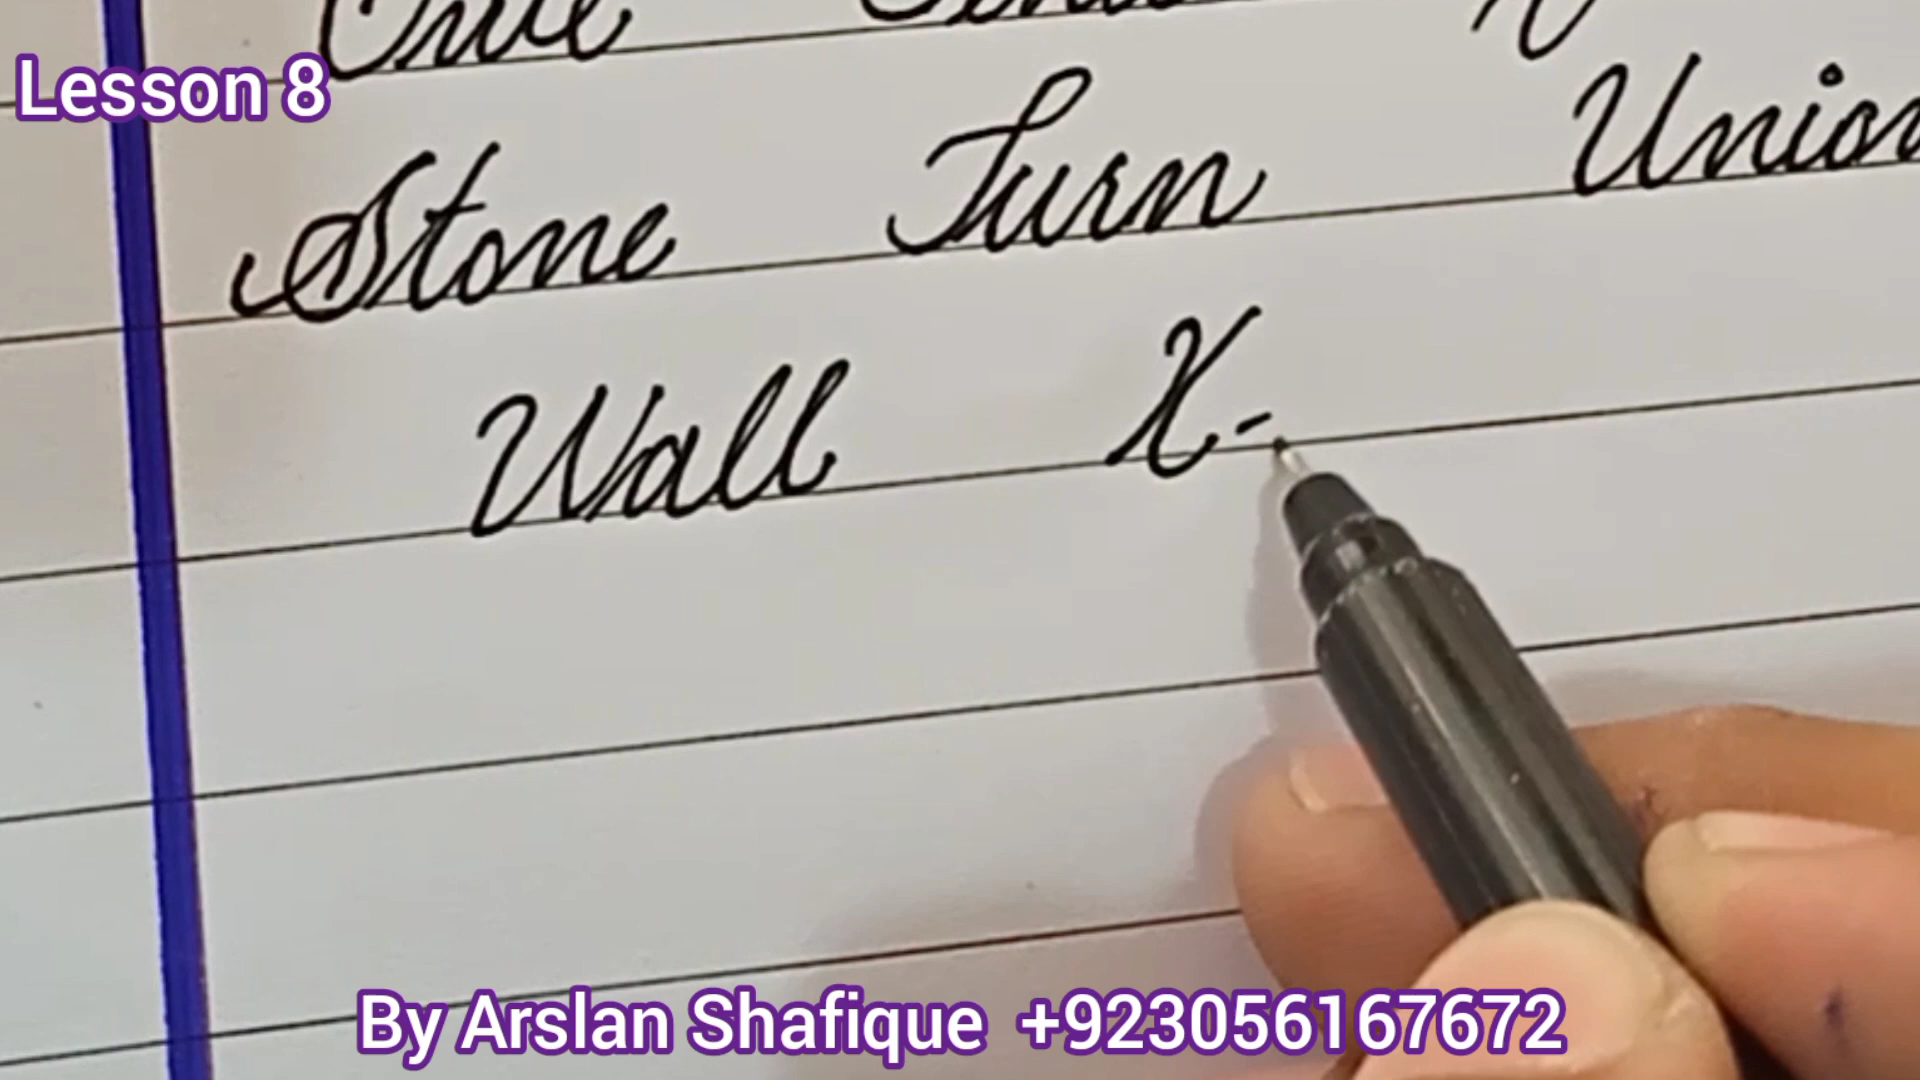 Lesson 8
Stone Turn Union
Wall X-
By Arslan Shafique +923056167672